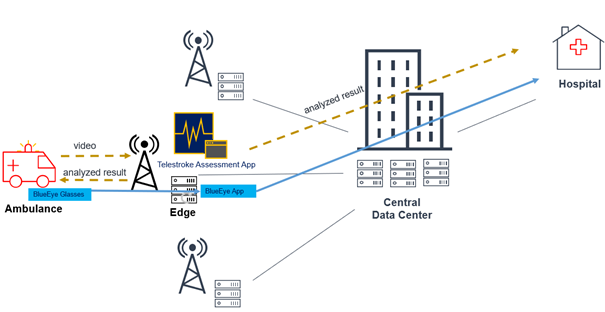 video
analyzed result
BlueEye Glasses
Ambulance
Telestroke Assessment App
Edge
BlueEye App
analyzed result
Central
Data Center
Hospital